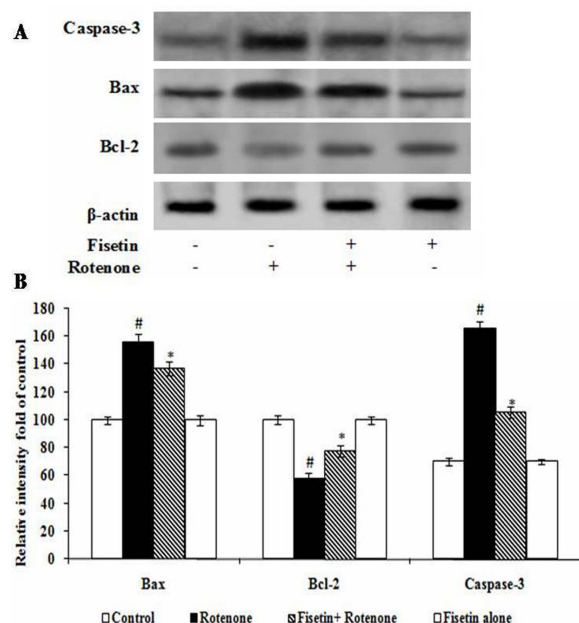 A
Caspase-3
Bax
Bcl-2
β-actin
Fisetin - - + +
Rotenone - + + -
B
Relative intensity fold of control
180
160
140
120
100
80
60
40
20
0
# * # * # *
Bax Bcl-2 Caspase-3
Control Rotenone Fisetin+ Rotenone Fisetin alone